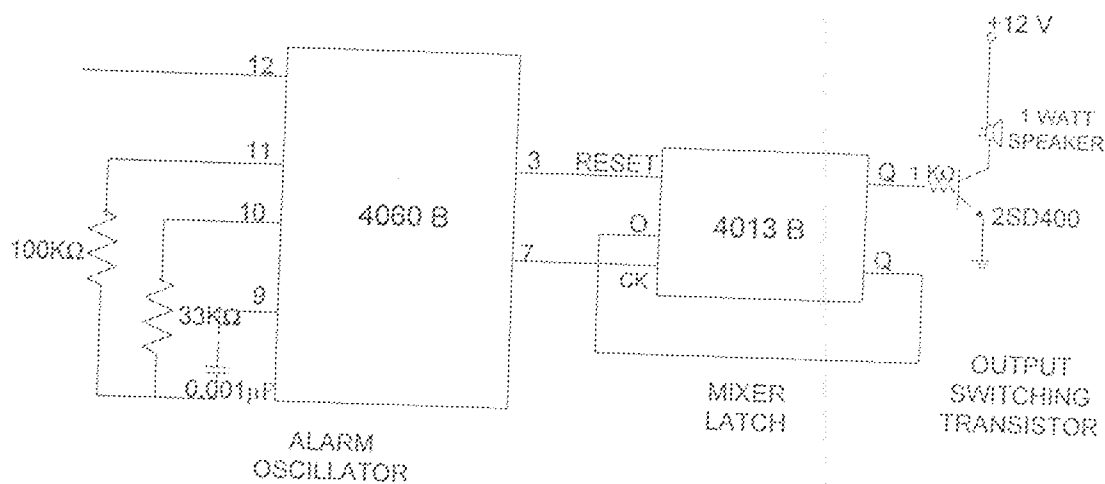 +12 V
12
1 WATT
SPEAKER
11
3 RESET
Q 1 KΩ
10
4060 B
Q
4013 B
2SD400
100KΩ
7
CK
Q
9
33KΩ
0.001µF
OUTPUT
SWITCHING
TRANSISTOR
MIXER
LATCH
ALARM
OSCILLATOR